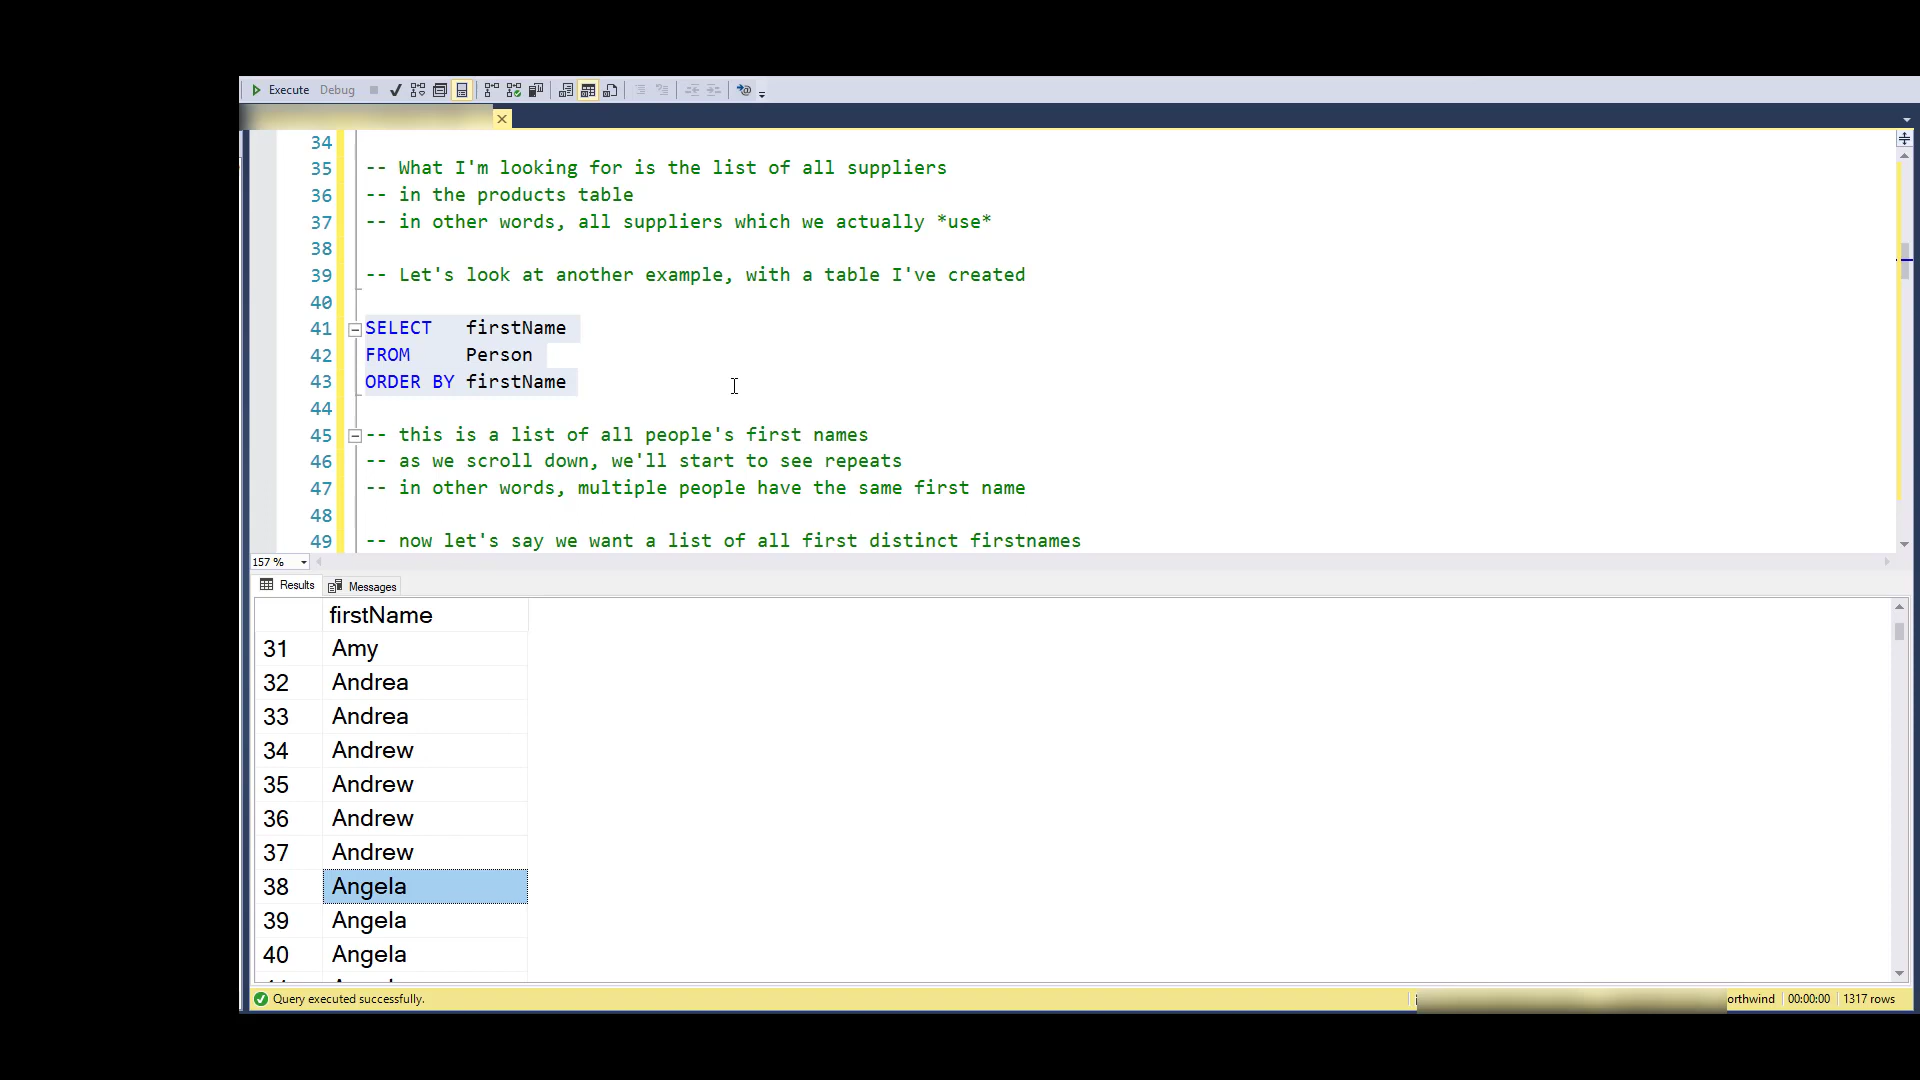 Execute Debug
34
35 -- What I'm looking for is the list of all suppliers
36 -- in the products table
37 -- in other words, all suppliers which we actually *use*
38
39 -- Let's look at another example, with a table I've created
40
41 SELECT firstName
42 FROM Person
43 ORDER BY firstName
44
45 -- this is a list of all people's first names
46 -- as we scroll down, we'll start to see repeats
47 -- in other words, multiple people have the same first name
48
49 -- now let's say we want a list of all first distinct firstnames
157 %
Results Messages
firstName
31 Amy
32 Andrea
33 Andrea
34 Andrew
35 Andrew
36 Andrew
37 Andrew
38 Angela
39 Angela
40 Angela
Query executed successfully. orthwind 00:00:00 1317 rows